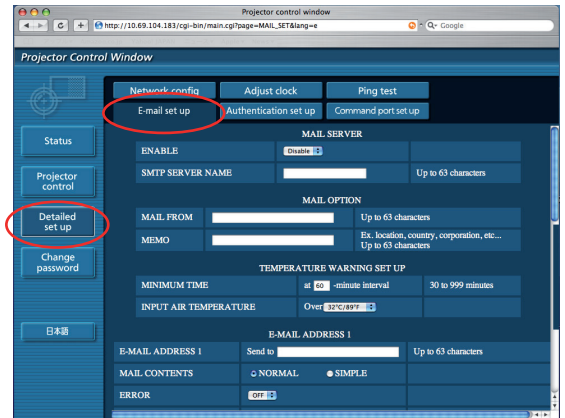 Projector control window
http://10.69.104.183/cgi-bin/main.cgi?page=MAIL_SET&lang=e
Google
Projector Control Window
Network config Adjust clock Ping test
E-mail set up Authentication set up Command port set up
Status
Projector control
Detailed set up
Change password
日本語
MAIL SERVER
ENABLE Disable
SMTP SERVER NAME Up to 63 characters
MAIL OPTION
MAIL FROM Up to 63 characters
MEMO Ex. location, country, corporation, etc...
Up to 63 characters
TEMPERATURE WARNING SET UP
MINIMUM TIME at 60 -minute interval 30 to 999 minutes
INPUT AIR TEMPERATURE Over 32°C/89°F
E-MAIL ADDRESS 1
E-MAIL ADDRESS 1 Send to Up to 63 characters
MAIL CONTENTS NORMAL SIMPLE
ERROR OFF